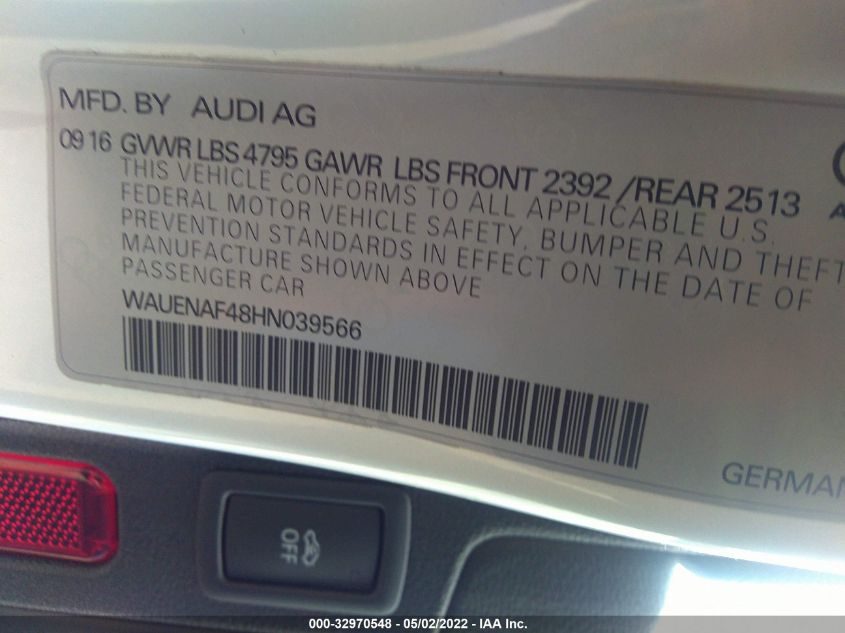 MFD. BY AUDI AG
09 16 GVWR LBS 4795 GAWR LBS FRONT 2392 /REAR 2513
THIS VEHICLE CONFORMS TO ALL APPLICABLE U.S.
FEDERAL MOTOR VEHICLE SAFETY, BUMPER AND THEFT
PREVENTION STANDARDS IN EFFECT ON THE DATE OF
MANUFACTURE SHOWN ABOVE
PASSENGER CAR
WAUENAF48HN039566
GERMAN
OFF
000-32970548 - 05/02/2022 - IAA Inc.